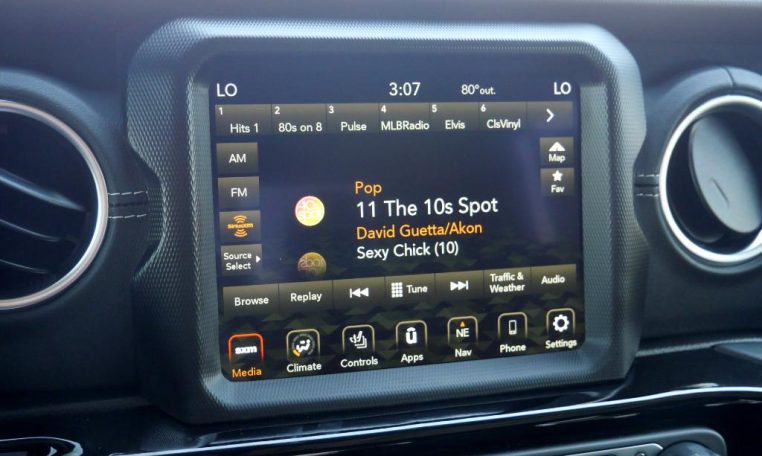 LO 3:07 80°out. LO
1 2 3 4 5 6
Hits 1 80s on 8 Pulse MLBRadio Elvis ClsVinyl
AM Map
FM Fav
siriusxm
Source
Select
Pop
11 The 10s Spot
David Guetta/Akon
Sexy Chick (10)
Browse Replay Tune Traffic &
Weather Audio
sxm NE
Media Climate Controls Apps Nav Phone Settings